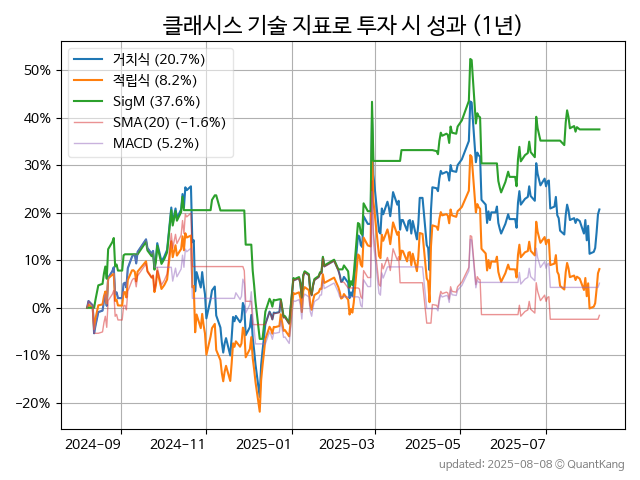 클래시스 기술 지표로 투자 시 성과 (1년)
거치식 (20.7%)
적립식 (8.2%)
SigM (37.6%)
SMA(20) (−1.6%)
MACD (5.2%)
50%
40%
30%
20%
10%
0%
−10%
−20%
2024-09 2024-11 2025-01 2025-03 2025-05 2025-07
updated: 2025-08-08 © QuantKang